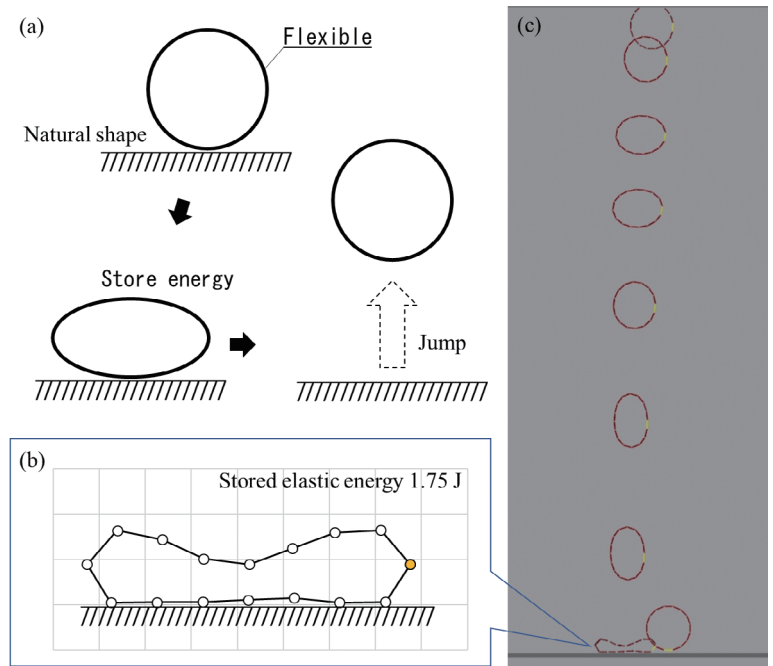 (a)
Flexible
Natural shape
Store energy
Jump
(b)
Stored elastic energy 1.75 J
(c)